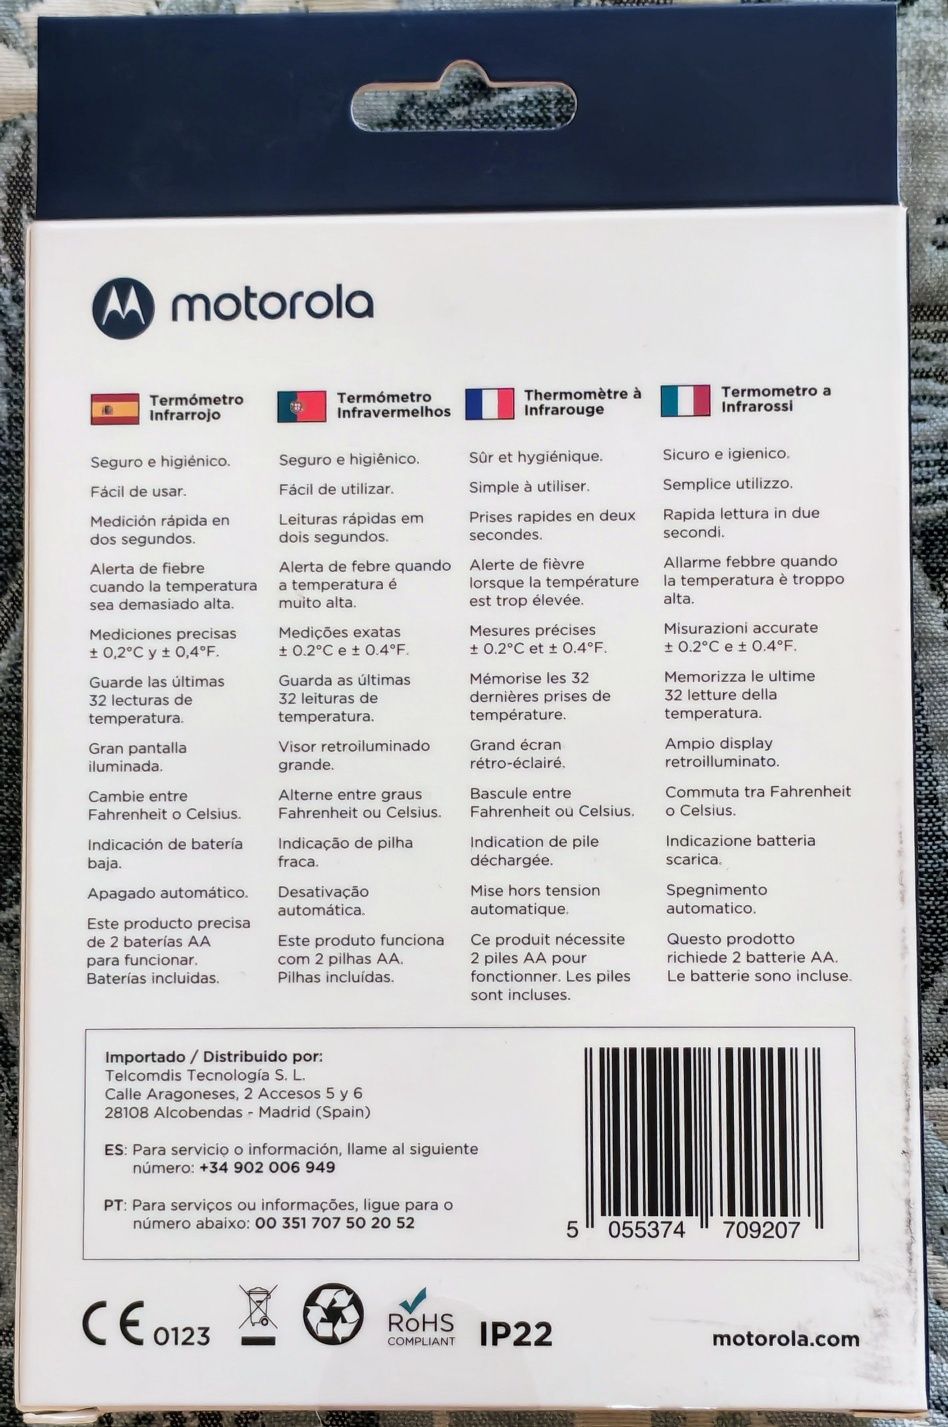 motorola
Termómetro
Infrarrojo
Seguro e higiénico.
Fácil de usar.
Medición rápida en
dos segundos.
Alerta de fiebre
cuando la temperatura
sea demasiado alta.
Mediciones precisas
± 0,2°C y ± 0,4°F.
Guarde las últimas
32 lecturas de
temperatura.
Gran pantalla
iluminada.
Cambie entre
Fahrenheit o Celsius.
Indicación de batería
baja.
Apagado automático.
Este producto precisa
de 2 baterías AA
para funcionar.
Baterías incluidas.
Termómetro
Infravermelhos
Seguro e higiênico.
Fácil de utilizar.
Leituras rápidas em
dois segundos.
Alerta de febre quando
a temperatura é
muito alta.
Medições exatas
± 0.2°C e ± 0.4°F.
Guarda as últimas
32 leituras de
temperatura.
Visor retroiluminado
grande.
Alterne entre graus
Fahrenheit ou Celsius.
Indicação de pilha
fraca.
Desativação
automática.
Este produto funciona
com 2 pilhas AA.
Pilhas incluídas.
Thermomètre à
Infrarouge
Sûr et hygiénique.
Simple à utiliser.
Prises rapides en deux
secondes.
Alerte de fièvre
lorsque la température
est trop élevée.
Mesures précises
± 0.2°C et ± 0.4°F.
Mémorise les 32
dernières prises de
température.
Grand écran
rétro-éclairé.
Bascule entre
Fahrenheit ou Celsius.
Indication de pile
déchargée.
Mise hors tension
automatique.
Ce produit nécessite
2 piles AA pour
fonctionner. Les piles
sont incluses.
Termometro a
Infrarossi
Sicuro e igienico.
Semplice utilizzo.
Rapida lettura in due
secondi.
Allarme febbre quando
la temperatura è troppo
alta.
Misurazioni accurate
± 0.2°C e ± 0.4°F.
Memorizza le ultime
32 letture della
temperatura.
Ampio display
retroilluminato.
Commuta tra Fahrenheit
o Celsius.
Indicazione batteria
scarica.
Spegnimento
automatico.
Questo prodotto
richiede 2 batterie AA.
Le batterie sono incluse.
Importado / Distribuido por:
Telcomdis Tecnología S. L.
Calle Aragoneses, 2 Accesos 5 y 6
28108 Alcobendas - Madrid (Spain)
ES: Para servicio o información, llame al siguiente
número: +34 902 006 949
PT: Para serviços ou informações, ligue para o
número abaixo: 00 351 707 50 20 52
5 055374 709207
CE 0123
RoHS
COMPLIANT
IP22
motorola.com